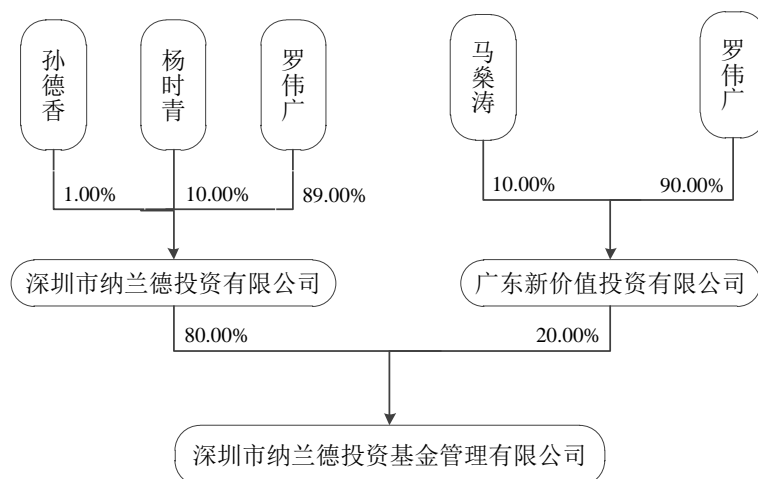 孙德香
杨时青
罗伟广
马燊涛
罗伟广
1.00%
10.00%
89.00%
10.00%
90.00%
深圳市纳兰德投资有限公司
广东新价值投资有限公司
80.00%
20.00%
深圳市纳兰德投资基金管理有限公司